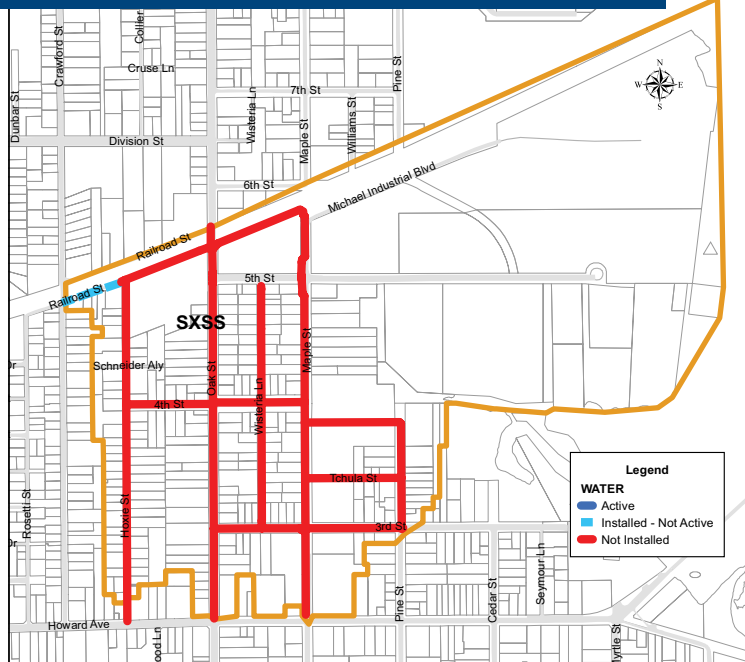 Crawford St
Collier
Cruse Ln
Dunbar St
Division St
Wisteria Ln
7th St
Maple St
Williams St
Pine St
N
W
E
S
6th St
Michael Industrial Blvd
Railroad St
Railroad St
5th St
SXSS
Schneider Aly
Oak St
Maple St
4th St
Wisteria Ln
Hoxie St
Rosetti St
Tchula St
3rd St
Howard Ave
ood Ln
Pine St
Cedar St
Seymour Ln
Myrtle St
Legend
WATER
Active
Installed - Not Active
Not Installed